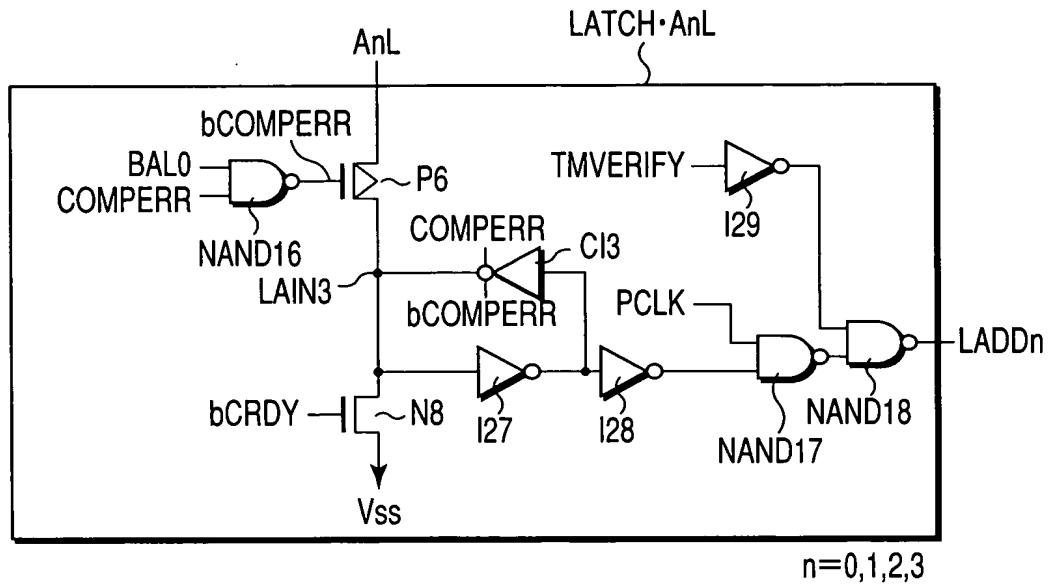 LATCH·AnL
AnL
bCOMPERR
BAL0
COMPERR
P6
NAND16
TMVERIFY
I29
COMPERR
CI3
LAIN3
bCOMPERR
PCLK
LADDn
bCRDY
N8
I27
I28
NAND17
NAND18
Vss
n=0,1,2,3